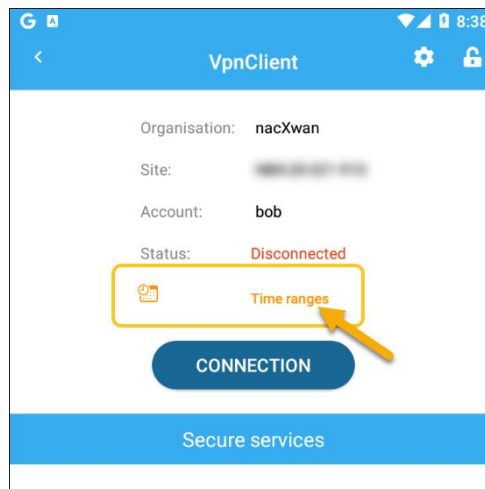 G A 8:38
VpnClient
Organisation: nacXwan
Site:
Account: bob
Status: Disconnected
Time ranges
CONNECTION
Secure services